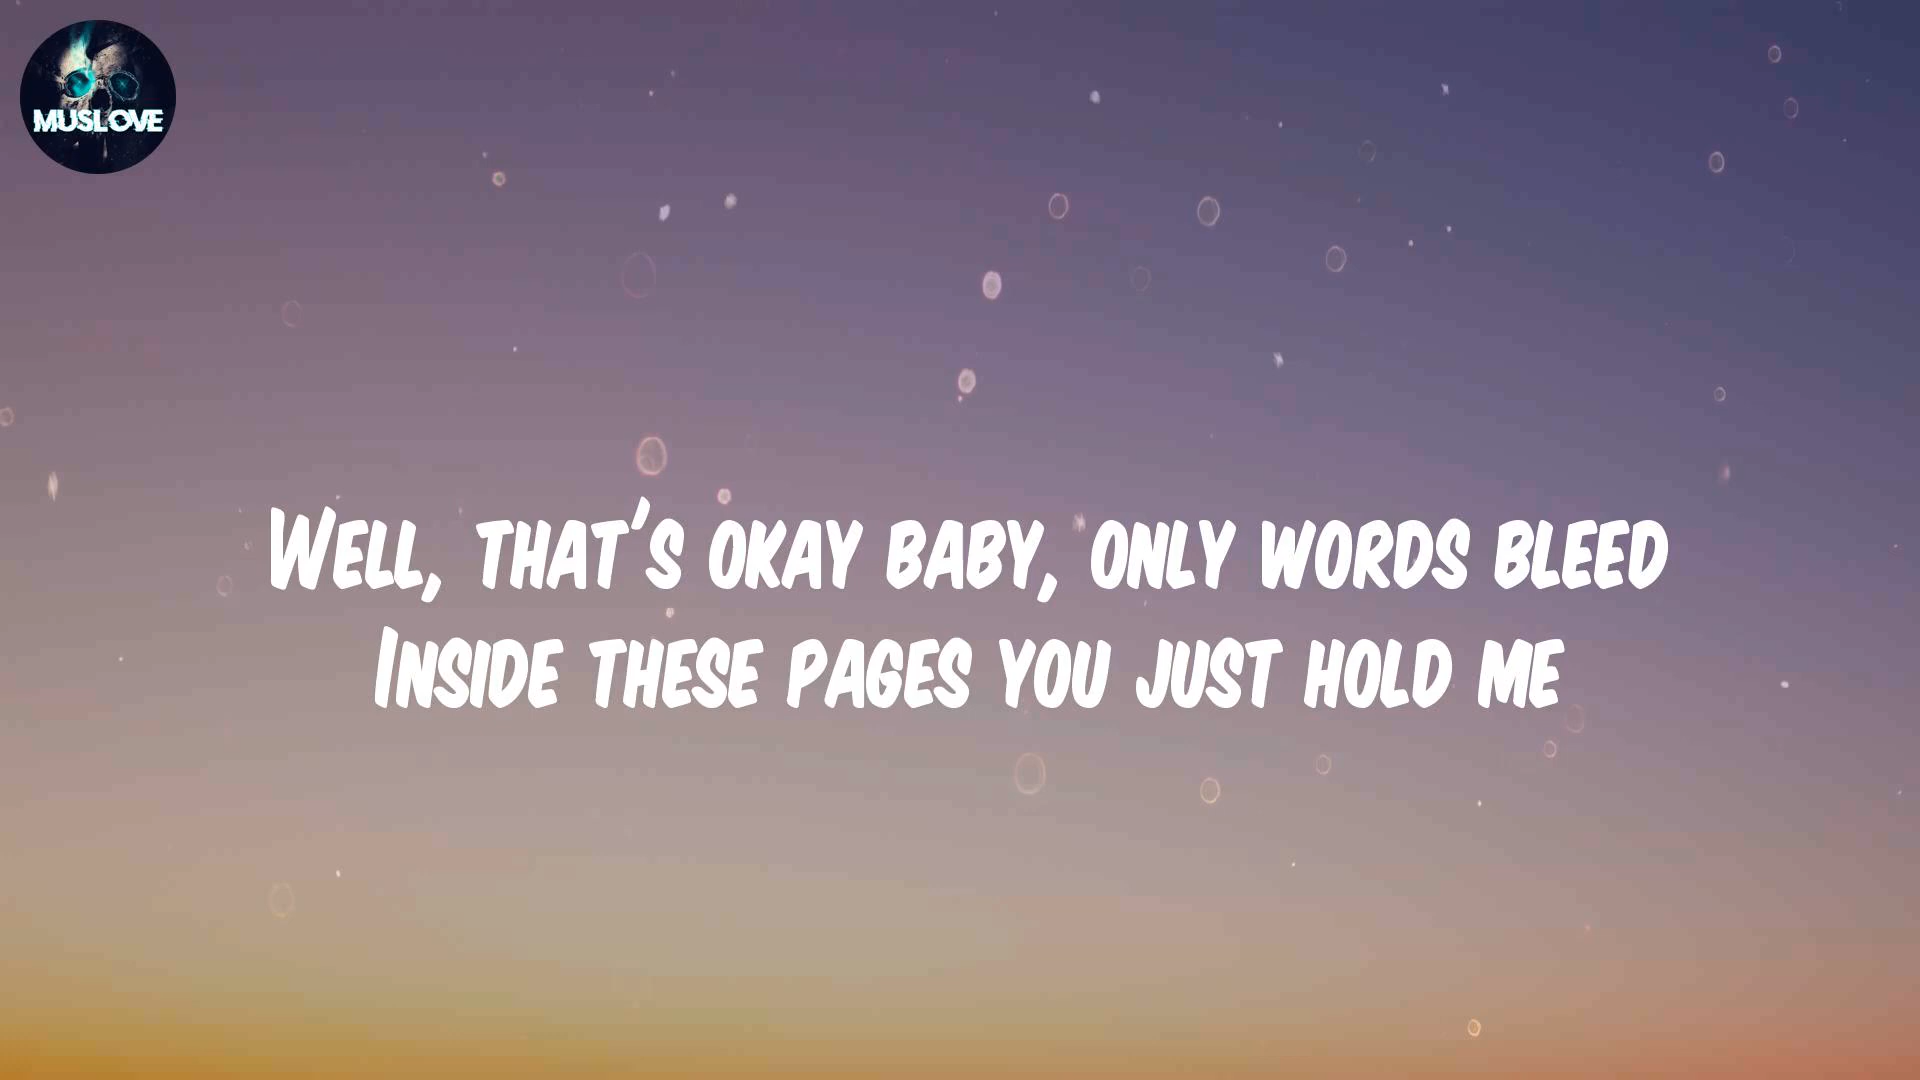 MUSLOVE
Well, that's okay baby, only words bleed
Inside these pages you just hold me